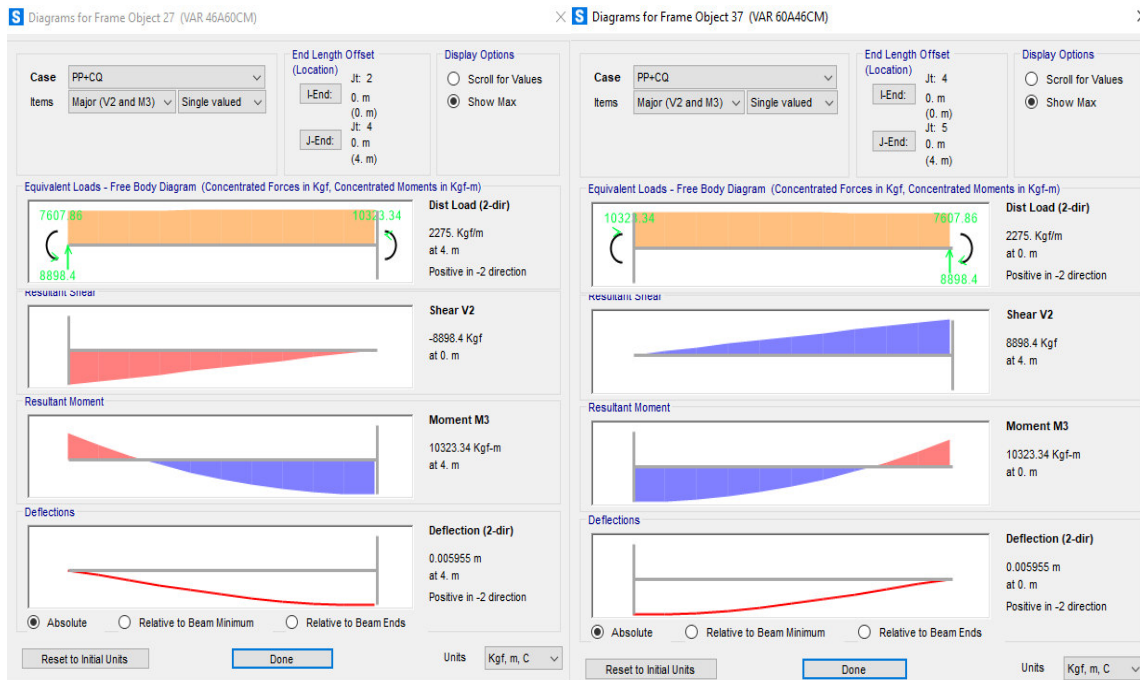 Diagrams for Frame Object 27 (VAR 46A60CM)
Case PP+CQ
Items Major (V2 and M3) Single valued
End Length Offset
(Location)
Jt: 2
I-End: 0. m
(0. m)
Jt: 4
J-End: 0. m
(4. m)
Display Options
Scroll for Values
Show Max
Equivalent Loads - Free Body Diagram (Concentrated Forces in Kgf, Concentrated Moments in Kgf-m)
7607.86
10323.34
8898.4
Dist Load (2-dir)
2275. Kgf/m
at 4. m
Positive in -2 direction
Resultant Shear
Shear V2
-8898.4 Kgf
at 0. m
Resultant Moment
Moment M3
10323.34 Kgf-m
at 4. m
Deflections
Deflection (2-dir)
0.005955 m
at 4. m
Positive in -2 direction
Absolute Relative to Beam Minimum Relative to Beam Ends
Reset to Initial Units Done Units Kgf, m, C
Diagrams for Frame Object 37 (VAR 60A46CM)
Case PP+CQ
Items Major (V2 and M3) Single valued
End Length Offset
(Location)
Jt: 4
I-End: 0. m
(0. m)
Jt: 5
J-End: 0. m
(4. m)
Display Options
Scroll for Values
Show Max
Equivalent Loads - Free Body Diagram (Concentrated Forces in Kgf, Concentrated Moments in Kgf-m)
10323.34
7607.86
8898.4
Dist Load (2-dir)
2275. Kgf/m
at 0. m
Positive in -2 direction
Resultant Shear
Shear V2
8898.4 Kgf
at 4. m
Resultant Moment
Moment M3
10323.34 Kgf-m
at 0. m
Deflections
Deflection (2-dir)
0.005955 m
at 0. m
Positive in -2 direction
Absolute Relative to Beam Minimum Relative to Beam Ends
Reset to Initial Units Done Units Kgf, m, C